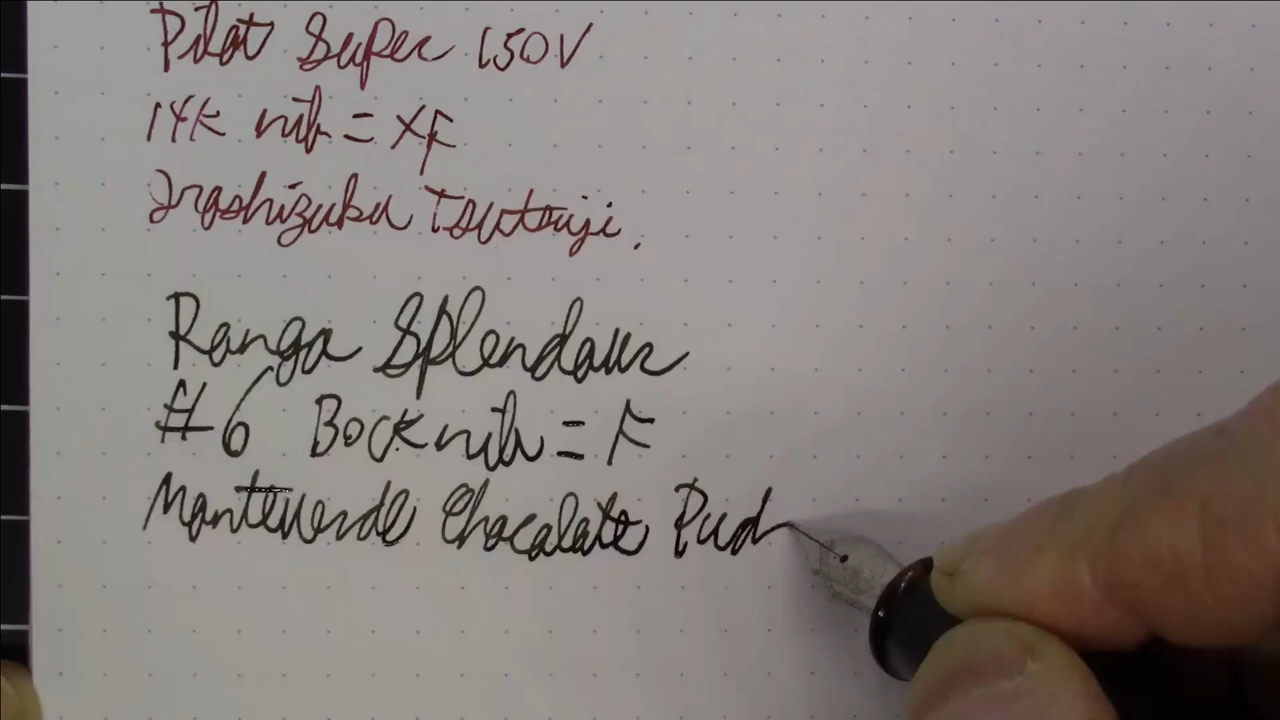 Pilot Super 150V
14K nib = XF
Iroshizuku Tsutsuji.
Ranga Splendour
#6 Bock nib = F
Monteverde Chocolate Pud